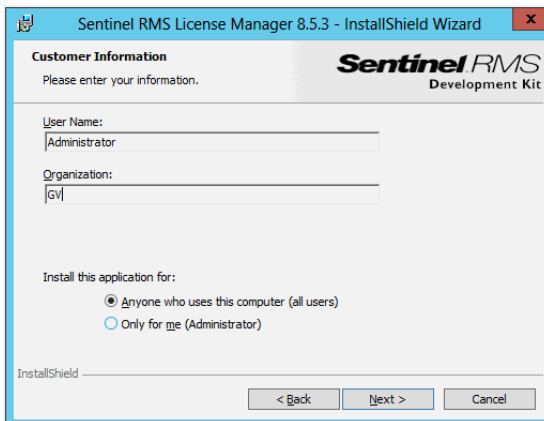 Sentinel RMS License Manager 8.5.3 - InstallShield Wizard
x
Customer Information
Please enter your information.
Sentinel RMS
Development Kit
User Name:
Administrator
Organization:
GV
Install this application for:
Anyone who uses this computer (all users)
Only for me (Administrator)
InstallShield
< Back
Next >
Cancel